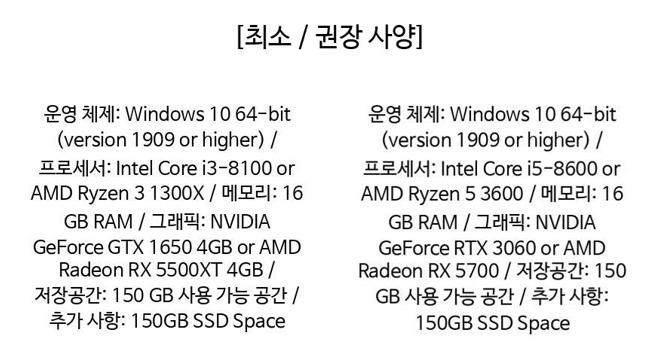 [최소 / 권장 사양]
운영 체제: Windows 10 64-bit
(version 1909 or higher) /
프로세서: Intel Core i3-8100 or
AMD Ryzen 3 1300X / 메모리: 16
GB RAM / 그래픽: NVIDIA
GeForce GTX 1650 4GB or AMD
Radeon RX 5500XT 4GB /
저장공간: 150 GB 사용 가능 공간 /
추가 사항: 150GB SSD Space
운영 체제: Windows 10 64-bit
(version 1909 or higher) /
프로세서: Intel Core i5-8600 or
AMD Ryzen 5 3600 / 메모리: 16
GB RAM / 그래픽: NVIDIA
GeForce RTX 3060 or AMD
Radeon RX 5700 / 저장공간: 150
GB 사용 가능 공간 / 추가 사항:
150GB SSD Space